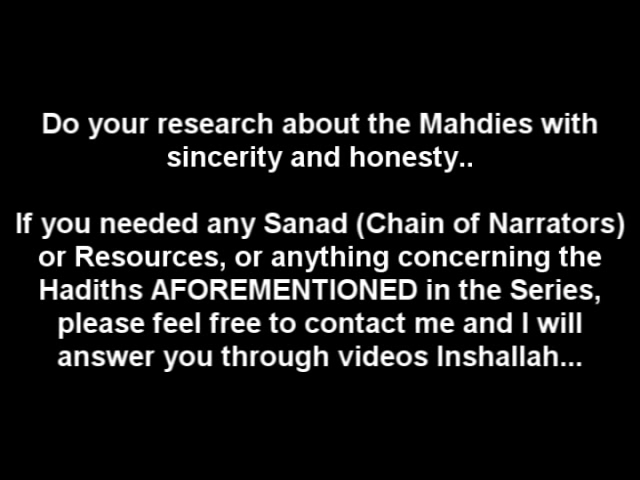 Do your research about the Mahdies with
sincerity and honesty..
If you needed any Sanad (Chain of Narrators)
or Resources, or anything concerning the
Hadiths AFOREMENTIONED in the Series,
please feel free to contact me and I will
answer you through videos Inshallah...